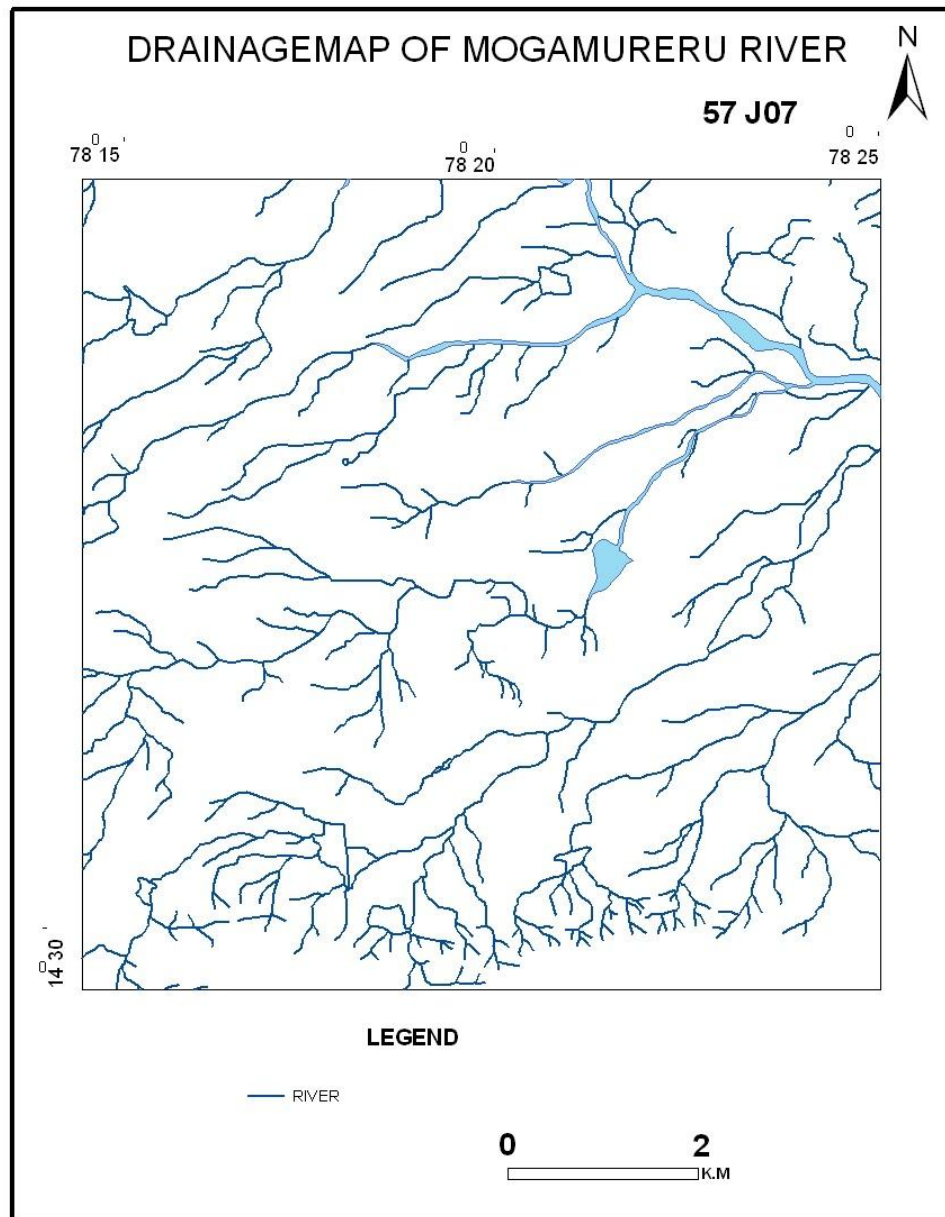 DRAINAGEMAP OF MOGAMURERU RIVER
N
57 J07
78 15'
78 20'
78 25'
14 30'
LEGEND
RIVER
0 2
K.M